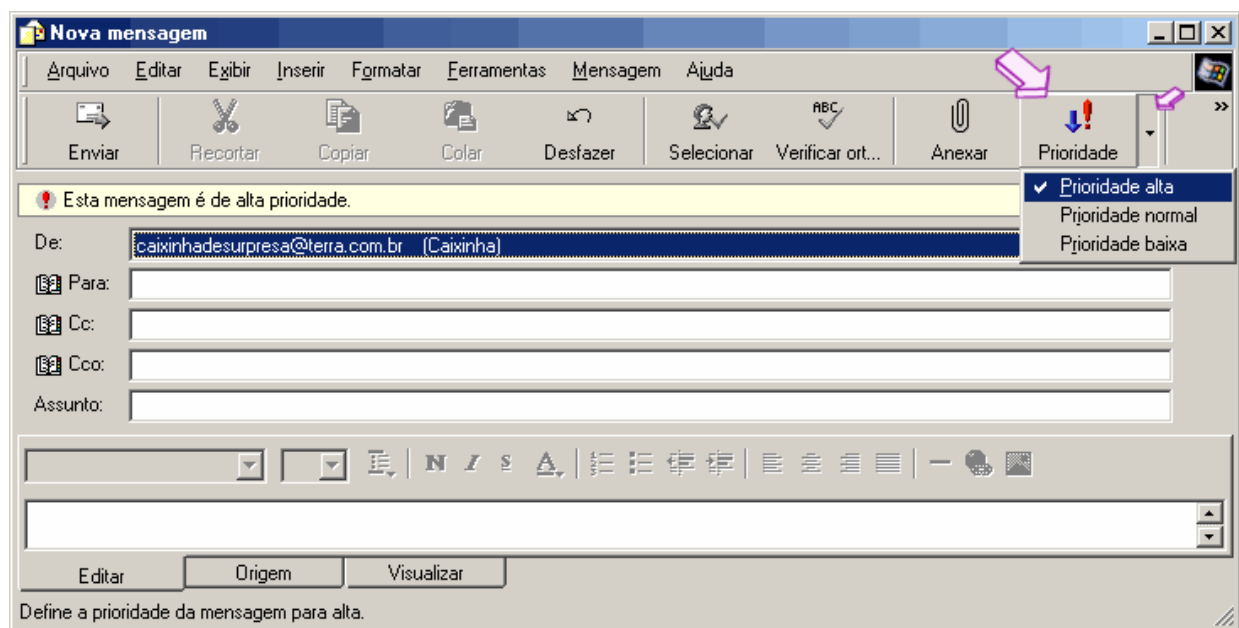 Nova mensagem
Arquivo Editar Exibir Inserir Formatar Ferramentas Mensagem Ajuda
Enviar Recortar Copiar Colar Desfazer Selecionar ABC Verificar ort... Anexar Prioridade »
Prioridade alta
Prioridade normal
Prioridade baixa
Esta mensagem é de alta prioridade.
De: caixinhadesurpresa@terra.com.br (Caixinha)
Para:
Cc:
Cco:
Assunto:
N I S A
Editar Origem Visualizar
Define a prioridade da mensagem para alta.